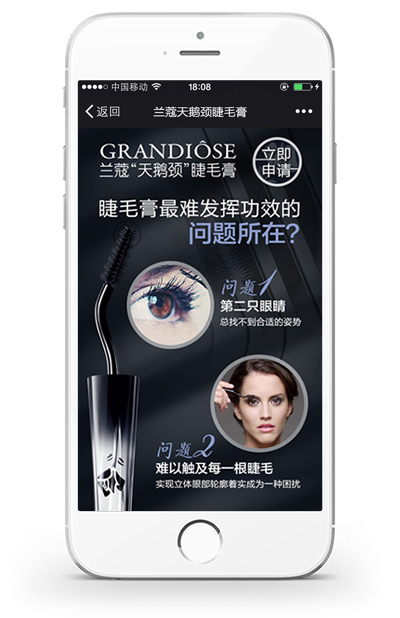 中国移动 18:08
返回 兰蔻天鹅颈睫毛膏
GRANDIÔSE
兰蔻“天鹅颈”睫毛膏
立即
申请
睫毛膏最难发挥功效的
问题所在?
问题1
第二只眼睛
总找不到合适的姿势
问题2
难以触及每一根睫毛
实现立体眼部轮廓着实成为一种困扰